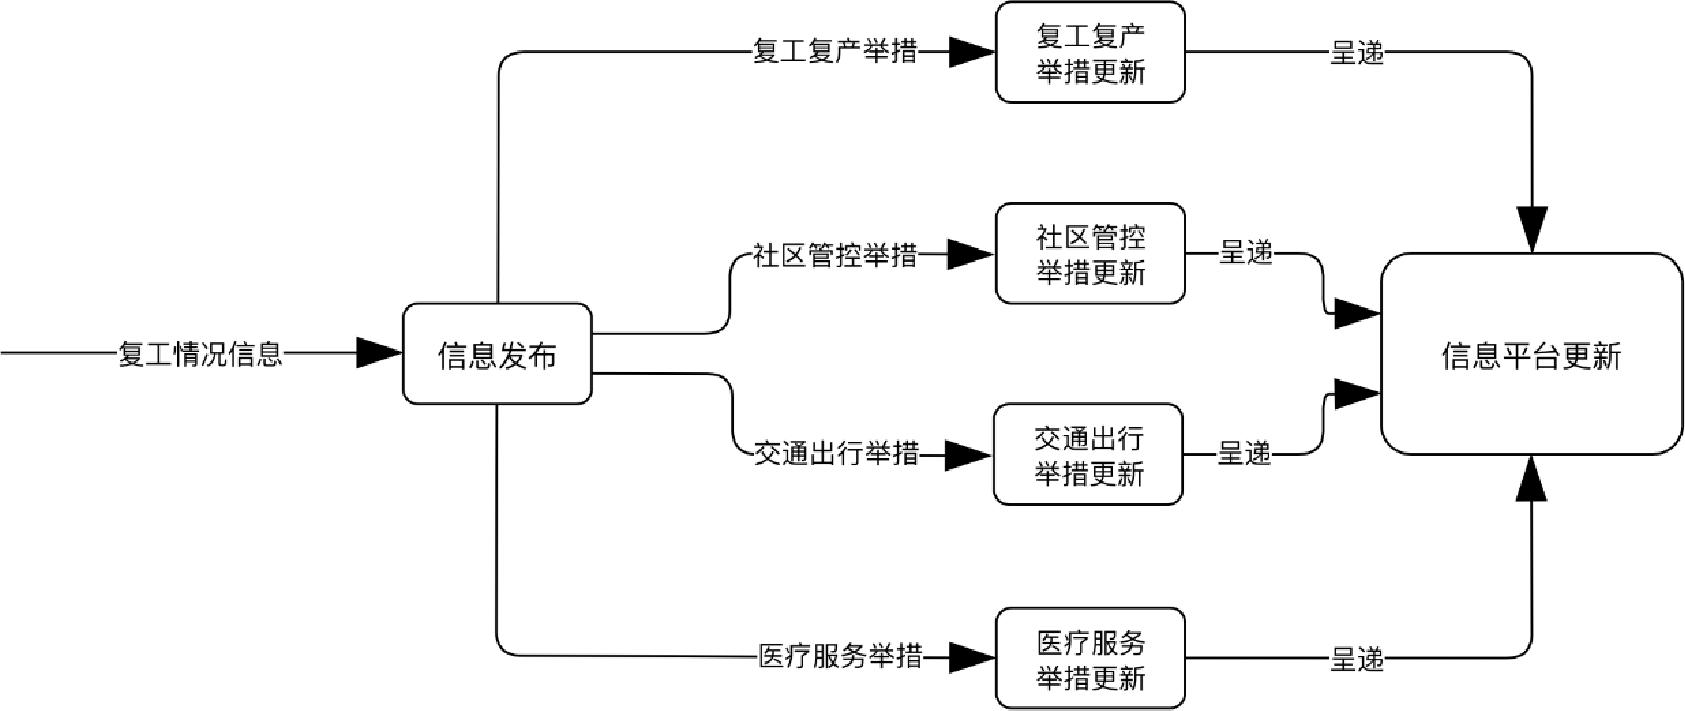 复工复产举措
复工复产
举措更新
呈递
社区管控举措
社区管控
举措更新
呈递
复工情况信息
信息发布
信息平台更新
交通出行举措
交通出行
举措更新
呈递
医疗服务举措
医疗服务
举措更新
呈递